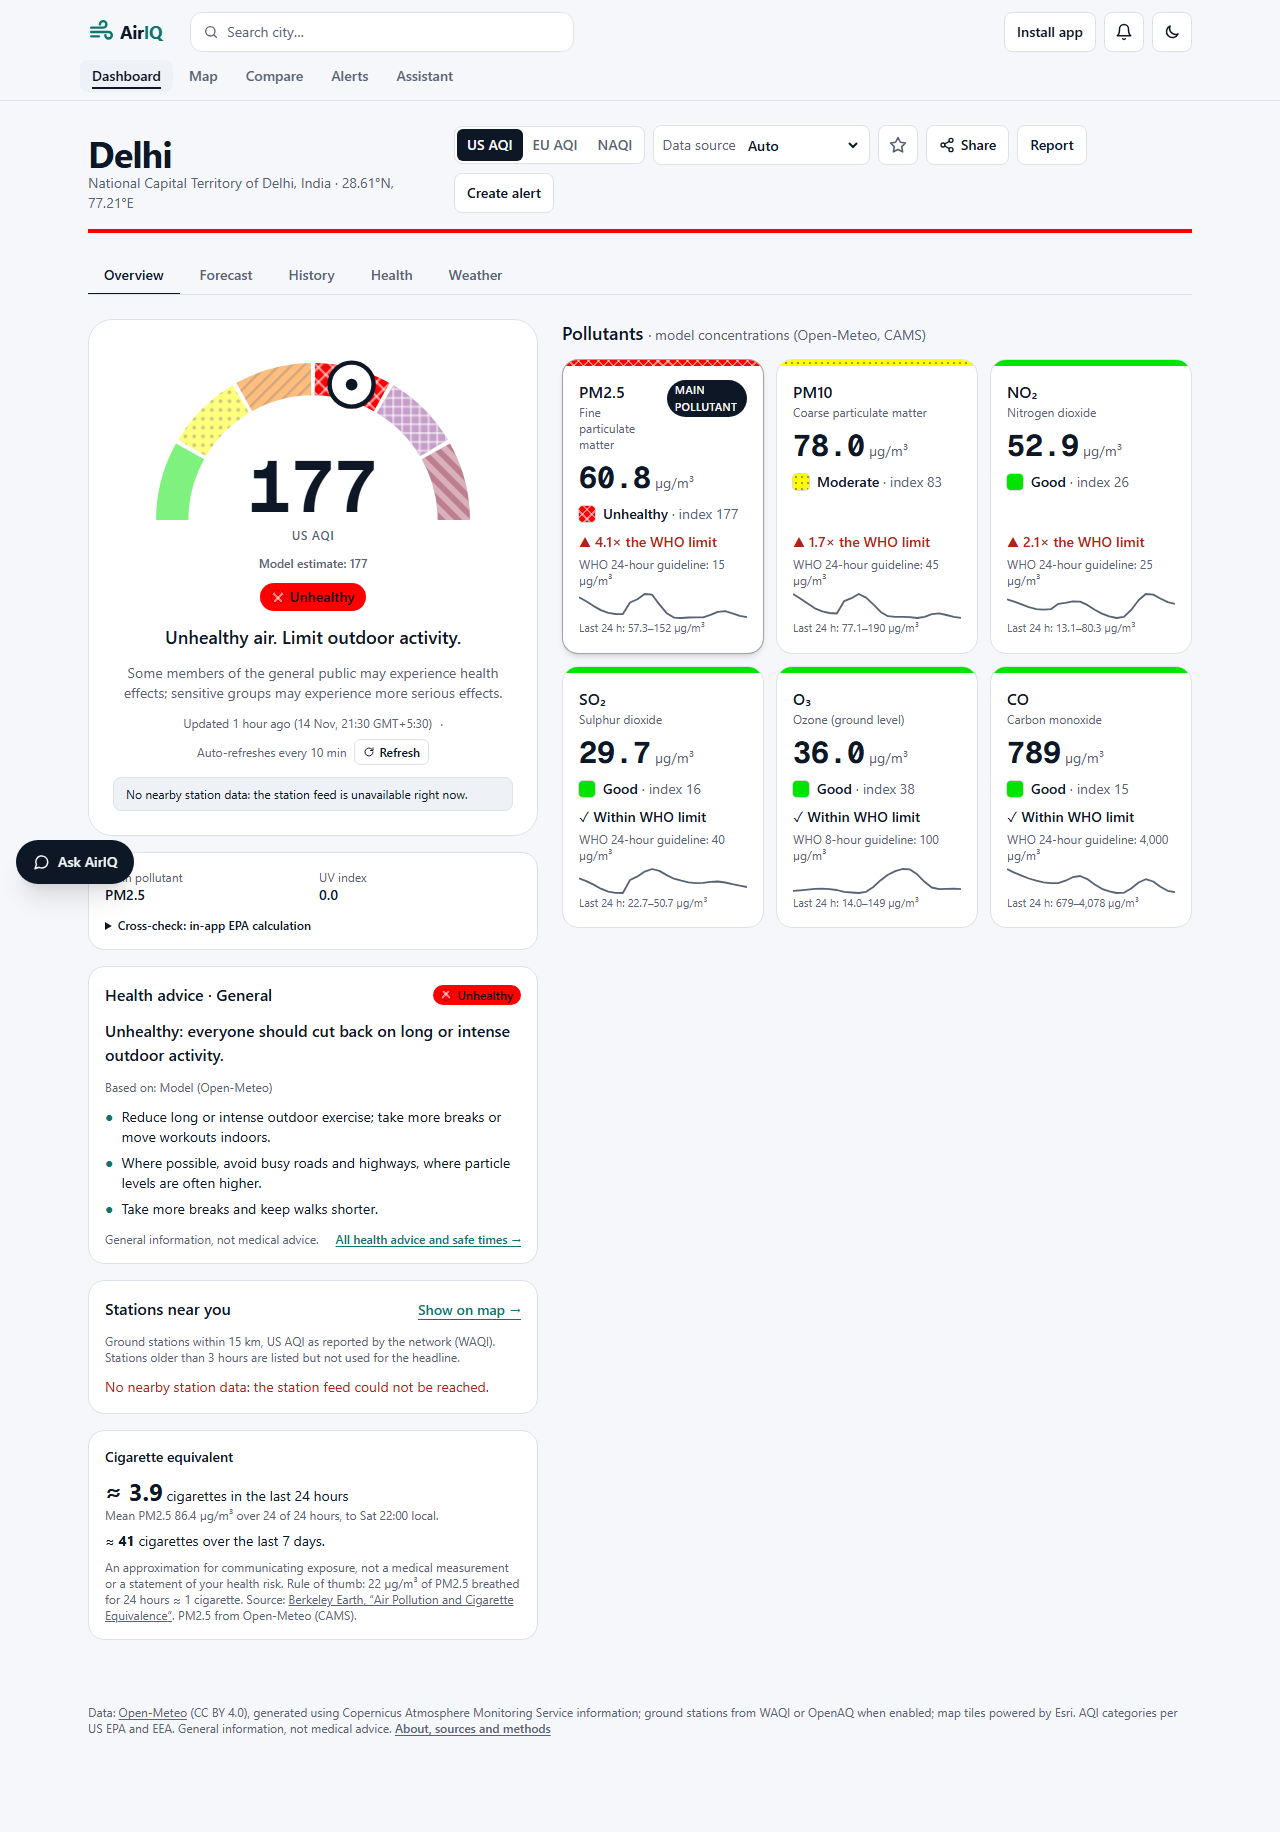 AirIQ
Search city...
Install app
Dashboard
Map
Compare
Alerts
Assistant
Delhi
National Capital Territory of Delhi, India · 28.61°N,
77.21°E
US AQI
EU AQI
NAQI
Data source
Auto
Share
Report
Create alert
Overview
Forecast
History
Health
Weather
177
US AQI
Model estimate: 177
Unhealthy
Unhealthy air. Limit outdoor activity.
Some members of the general public may experience health
effects; sensitive groups may experience more serious effects.
Updated 1 hour ago (14 Nov, 21:30 GMT+5:30) ·
Auto-refreshes every 10 min
Refresh
No nearby station data: the station feed is unavailable right now.
Ask AirIQ
pollutant
PM2.5
UV index
0.0
Cross-check: in-app EPA calculation
Health advice · General
Unhealthy
Unhealthy: everyone should cut back on long or intense
outdoor activity.
Based on: Model (Open-Meteo)
● Reduce long or intense outdoor exercise; take more breaks or
move workouts indoors.
● Where possible, avoid busy roads and highways, where particle
levels are often higher.
● Take more breaks and keep walks shorter.
General information, not medical advice.
All health advice and safe times →
Stations near you
Show on map →
Ground stations within 15 km, US AQI as reported by the network (WAQI).
Stations older than 3 hours are listed but not used for the headline.
No nearby station data: the station feed could not be reached.
Cigarette equivalent
≈ 3.9 cigarettes in the last 24 hours
Mean PM2.5 86.4 µg/m³ over 24 of 24 hours, to Sat 22:00 local.
≈ 41 cigarettes over the last 7 days.
An approximation for communicating exposure, not a medical measurement
or a statement of your health risk. Rule of thumb: 22 µg/m³ of PM2.5 breathed
for 24 hours ≈ 1 cigarette. Source: Berkeley Earth, “Air Pollution and Cigarette
Equivalence”. PM2.5 from Open-Meteo (CAMS).
Pollutants · model concentrations (Open-Meteo, CAMS)
PM2.5
MAIN
POLLUTANT
Fine
particulate
matter
60.8 µg/m³
Unhealthy · index 177
▲ 4.1× the WHO limit
WHO 24-hour guideline: 15
µg/m³
Last 24 h: 57.3–152 µg/m³
PM10
Coarse particulate matter
78.0 µg/m³
Moderate · index 83
▲ 1.7× the WHO limit
WHO 24-hour guideline: 45
µg/m³
Last 24 h: 77.1–190 µg/m³
NO₂
Nitrogen dioxide
52.9 µg/m³
Good · index 26
▲ 2.1× the WHO limit
WHO 24-hour guideline: 25
µg/m³
Last 24 h: 13.1–80.3 µg/m³
SO₂
Sulphur dioxide
29.7 µg/m³
Good · index 16
✓ Within WHO limit
WHO 24-hour guideline: 40
µg/m³
Last 24 h: 22.7–50.7 µg/m³
O₃
Ozone (ground level)
36.0 µg/m³
Good · index 38
✓ Within WHO limit
WHO 8-hour guideline: 100
µg/m³
Last 24 h: 14.0–149 µg/m³
CO
Carbon monoxide
789 µg/m³
Good · index 15
✓ Within WHO limit
WHO 24-hour guideline: 4,000
µg/m³
Last 24 h: 679–4,078 µg/m³
Data: Open-Meteo (CC BY 4.0), generated using Copernicus Atmosphere Monitoring Service information; ground stations from WAQI or OpenAQ when enabled; map tiles powered by Esri. AQI categories per
US EPA and EEA. General information, not medical advice. About, sources and methods